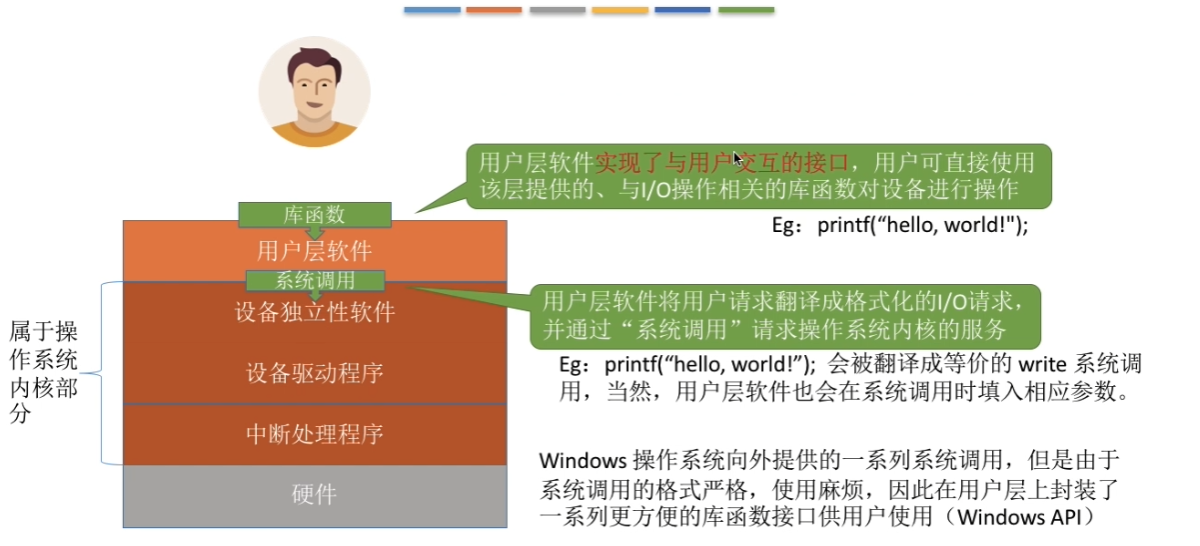 用户层软件实现了与用户交互的接口，用户可直接使用
该层提供的、与I/O操作相关的库函数对设备进行操作
Eg：printf(“hello, world!");
库函数
用户层软件
系统调用
用户层软件将用户请求翻译成格式化的I/O请求，
并通过“系统调用”请求操作系统内核的服务
设备独立性软件
属于操
作系统
内核部
分
设备驱动程序
Eg：printf(“hello, world!”); 会被翻译成等价的 write 系统调
用，当然，用户层软件也会在系统调用时填入相应参数。
中断处理程序
硬件
Windows 操作系统向外提供的一系列系统调用，但是由于
系统调用的格式严格，使用麻烦，因此在用户层上封装了
一系列更方便的库函数接口供用户使用（Windows API）